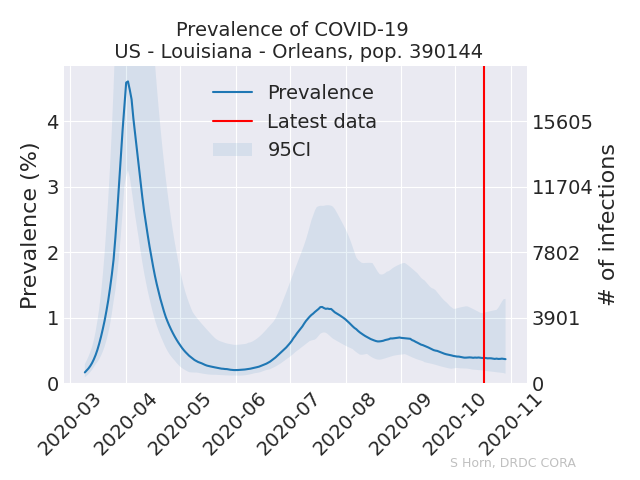 Prevalence of COVID-19
US - Louisiana - Orleans, pop. 390144
Prevalence
Latest data
95CI
Prevalence (%)
4
3
2
1
0
15605
11704
7802
3901
0
# of infections
2020-03
2020-04
2020-05
2020-06
2020-07
2020-08
2020-09
2020-10
2020-11
S Horn, DRDC CORA